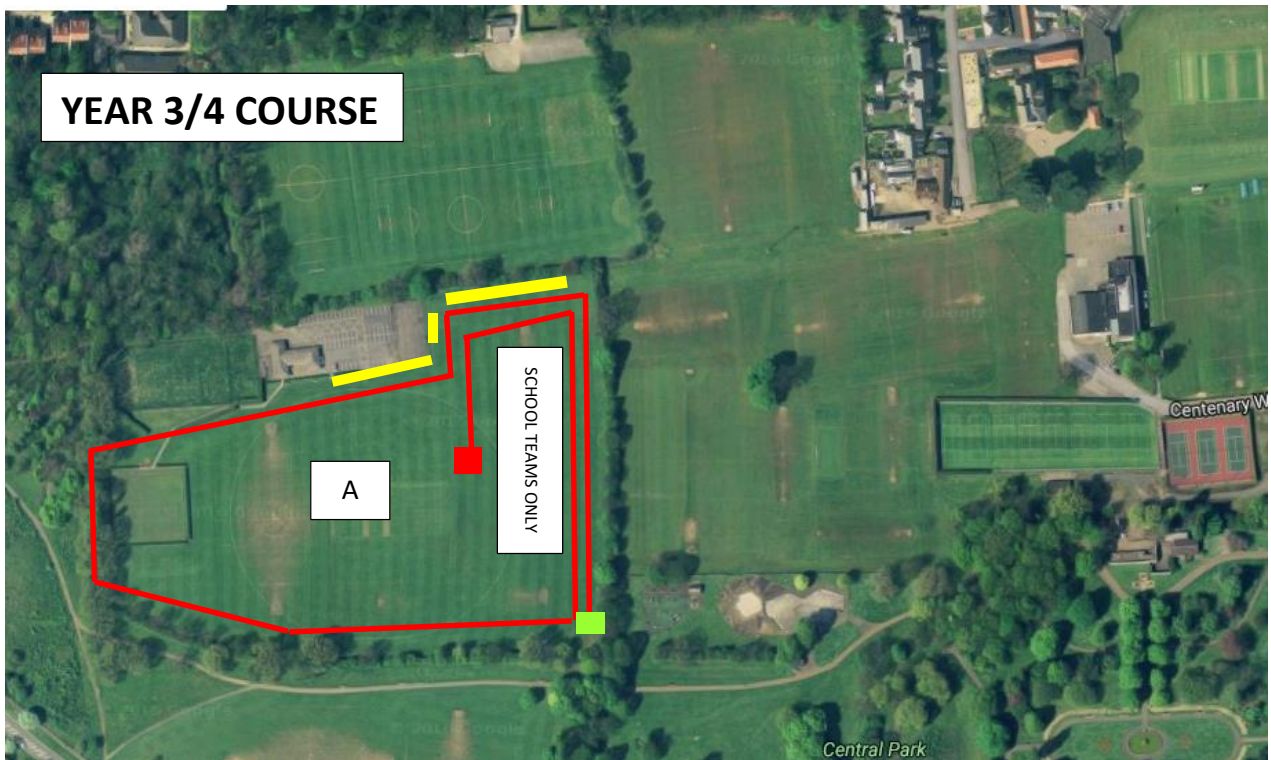 YEAR 3/4 COURSE
SCHOOL TEAMS ONLY
A
Centenary W
Central Park